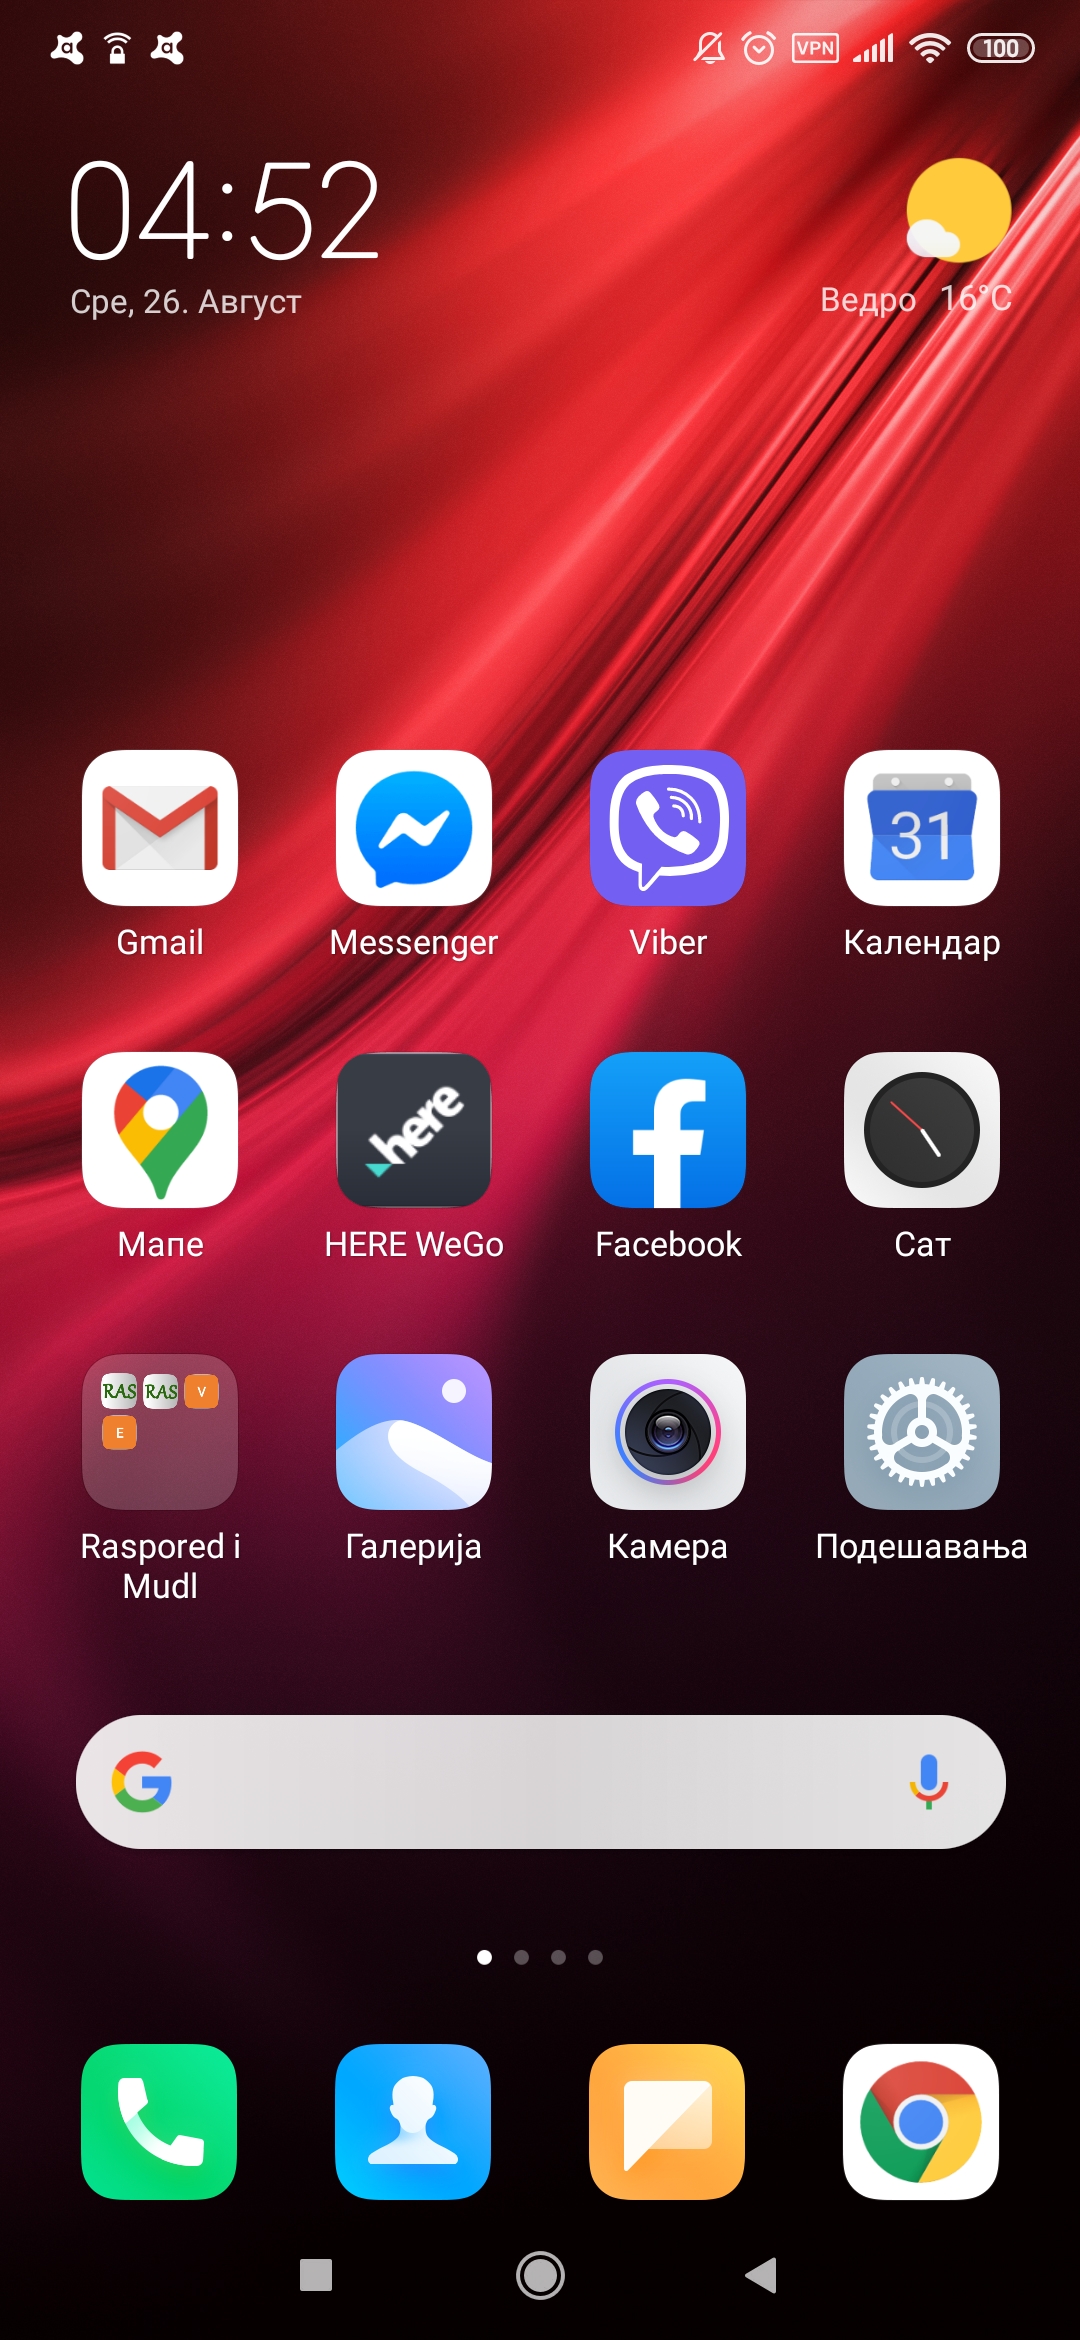 VPN
100
04:52
Сре, 26. Август
Ведро 16°C
31
Gmail
Messenger
Viber
Календар
here
Мапе
HERE WeGo
Facebook
Сат
RAS RAS V
E
Raspored i
Mudl
Галерија
Камера
Подешавања